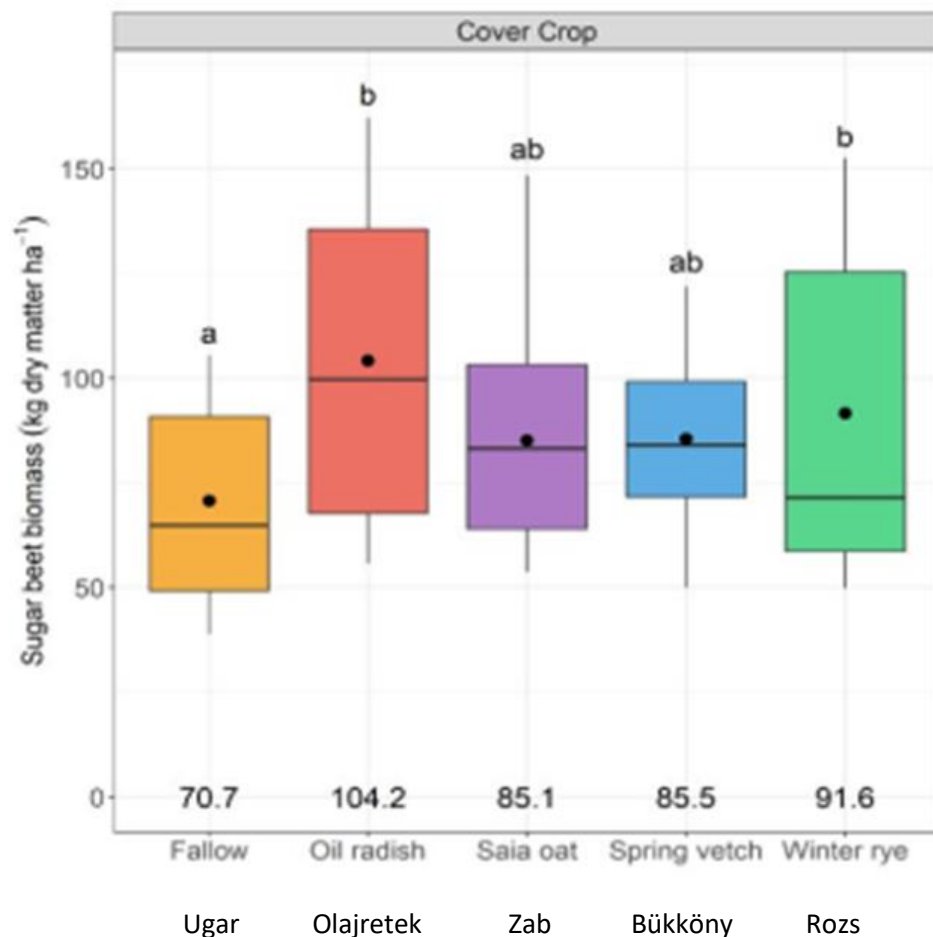 Cover Crop
b
ab
b
150
ab
a
100
50
0
70.7 104.2 85.1 85.5 91.6
Fallow Oil radish Saia oat Spring vetch Winter rye
Sugar beet biomass (kg dry matter ha⁻¹)
Ugar Olajretek Zab Bükköny Rozs